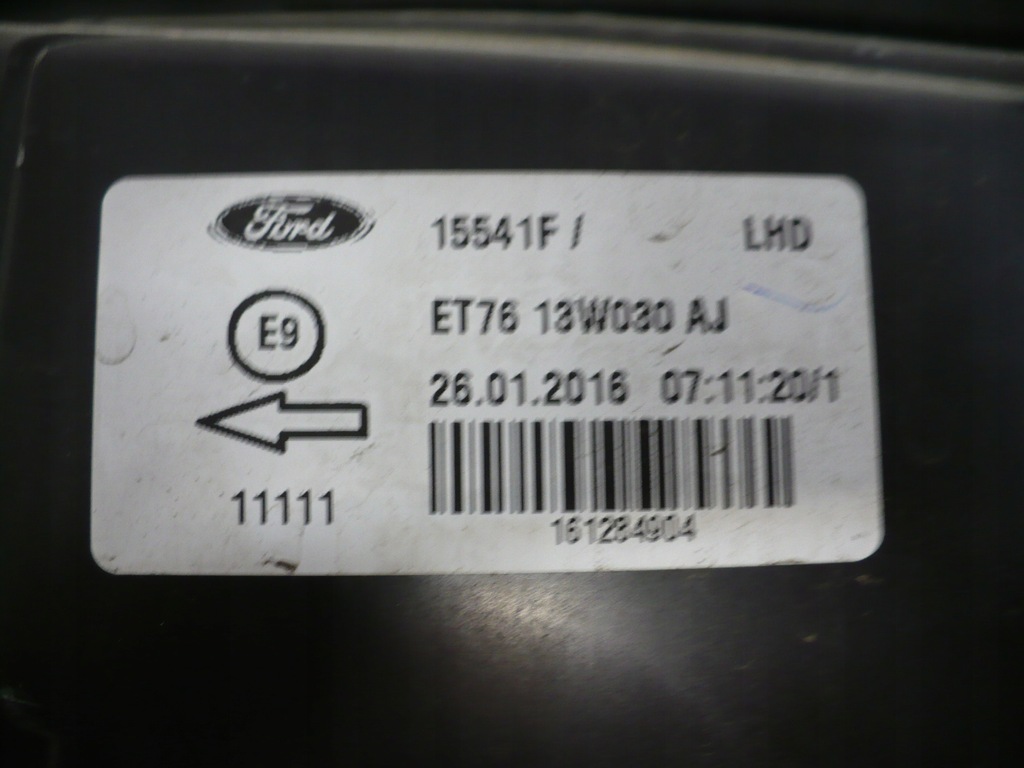 Ford
15541F / LHD
E9
ET76 13W030 AJ
26.01.2016 07:11:20/1
11111
161284904